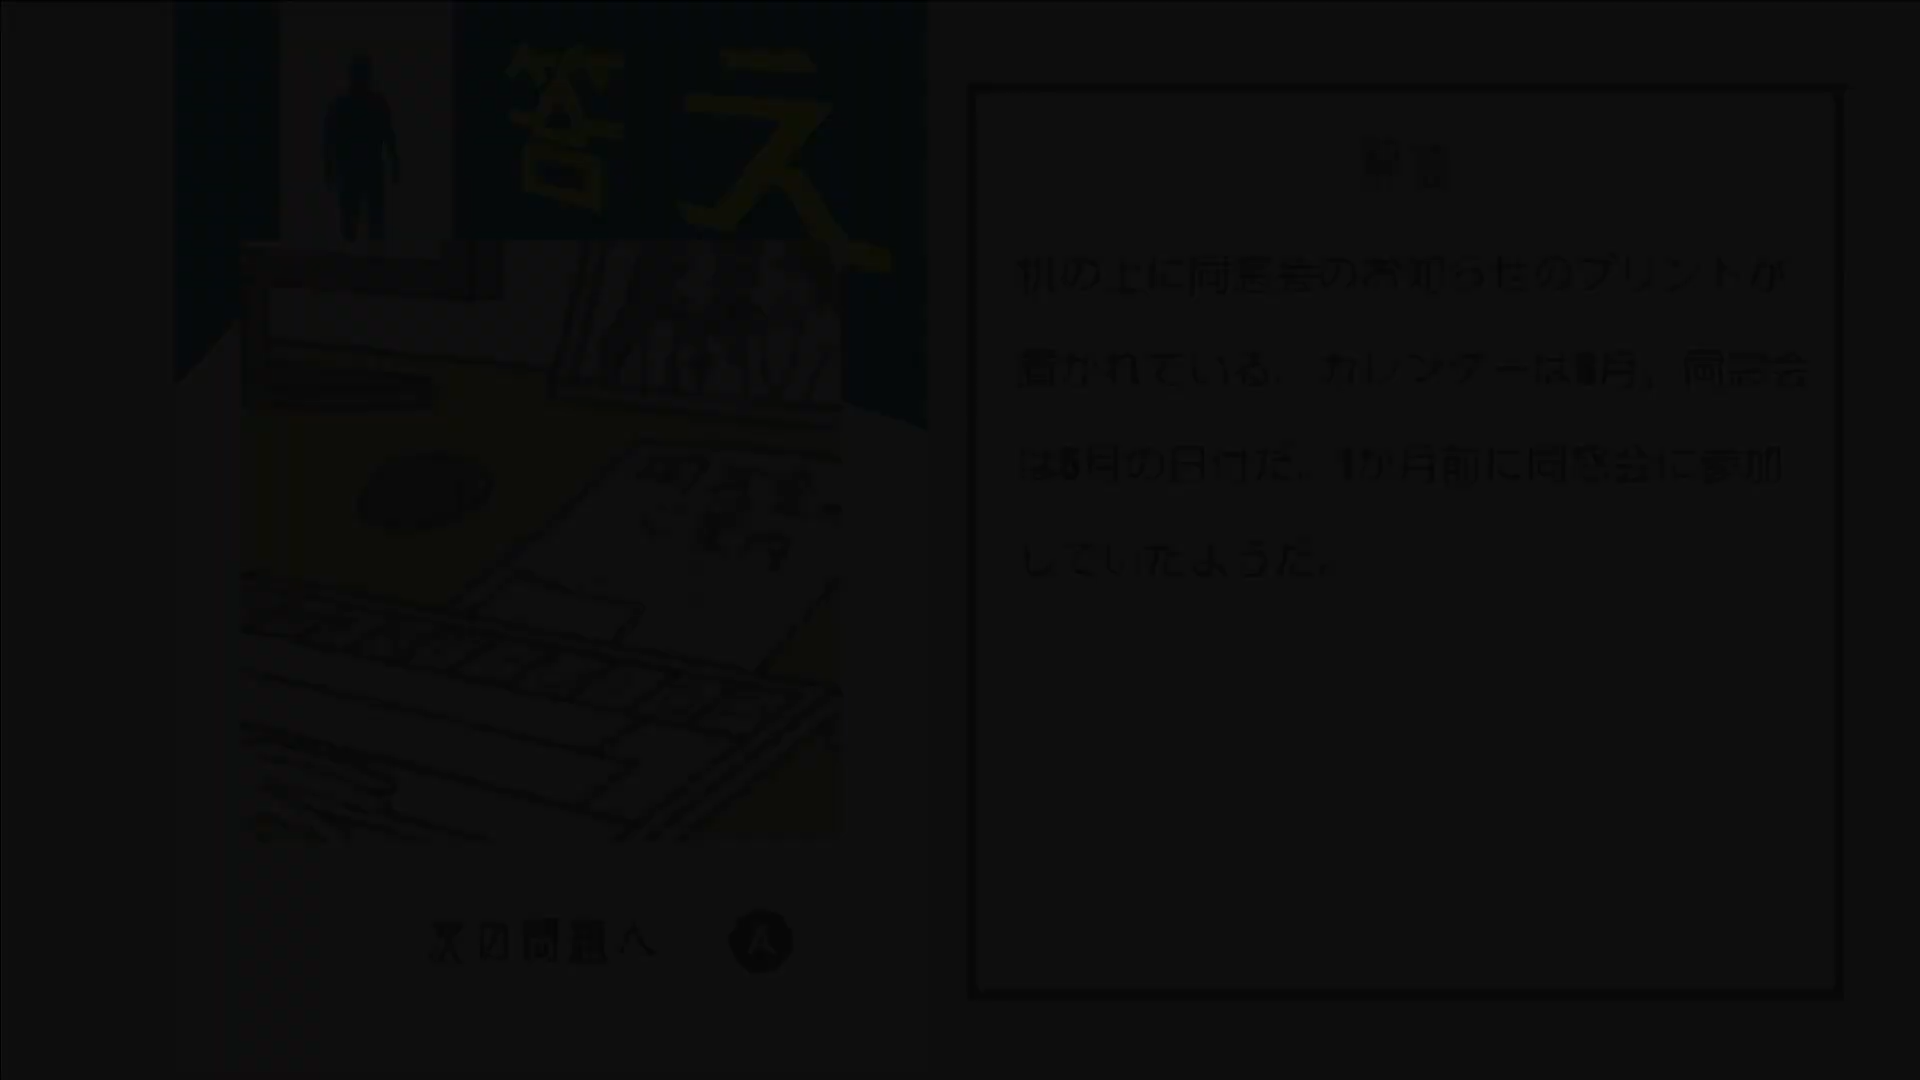 答え
解説
机の上に同窓会のお知らせのプリントが
置かれている。カレンダーは6月、同窓会
は5月の日付だ。1か月前に同窓会に参加
していたようだ。
次の問題へ A